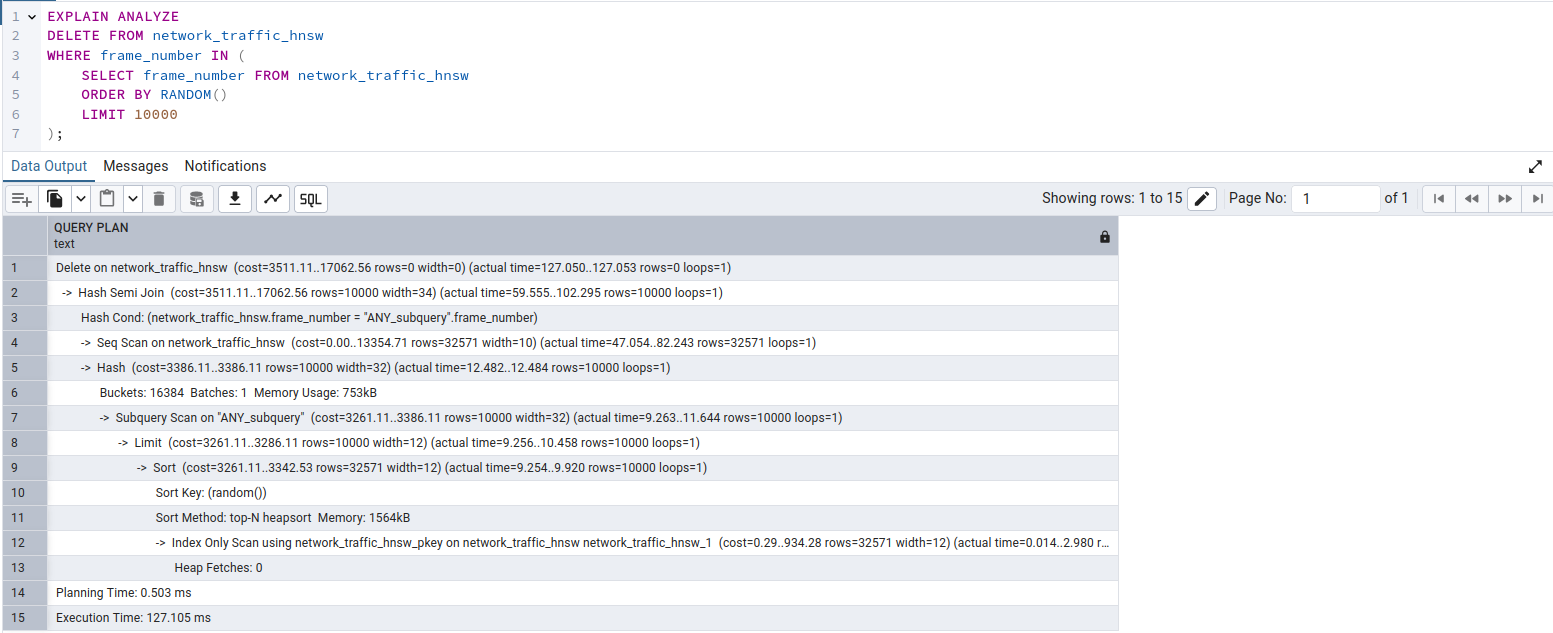 1 EXPLAIN ANALYZE
2 DELETE FROM network_traffic_hnsw
3 WHERE frame_number IN (
4 SELECT frame_number FROM network_traffic_hnsw
5 ORDER BY RANDOM()
6 LIMIT 10000
7 );
Data Output Messages Notifications
SQL Showing rows: 1 to 15 Page No: 1 of 1
QUERY PLAN
text
1 Delete on network_traffic_hnsw (cost=3511.11..17062.56 rows=0 width=0) (actual time=127.050..127.053 rows=0 loops=1)
2 -> Hash Semi Join (cost=3511.11..17062.56 rows=10000 width=34) (actual time=59.555..102.295 rows=10000 loops=1)
3 Hash Cond: (network_traffic_hnsw.frame_number = "ANY_subquery".frame_number)
4 -> Seq Scan on network_traffic_hnsw (cost=0.00..13354.71 rows=32571 width=10) (actual time=47.054..82.243 rows=32571 loops=1)
5 -> Hash (cost=3386.11..3386.11 rows=10000 width=32) (actual time=12.482..12.484 rows=10000 loops=1)
6 Buckets: 16384 Batches: 1 Memory Usage: 753kB
7 -> Subquery Scan on "ANY_subquery" (cost=3261.11..3386.11 rows=10000 width=32) (actual time=9.263..11.644 rows=10000 loops=1)
8 -> Limit (cost=3261.11..3286.11 rows=10000 width=12) (actual time=9.256..10.458 rows=10000 loops=1)
9 -> Sort (cost=3261.11..3342.53 rows=32571 width=12) (actual time=9.254..9.920 rows=10000 loops=1)
10 Sort Key: (random())
11 Sort Method: top-N heapsort Memory: 1564kB
12 -> Index Only Scan using network_traffic_hnsw_pkey on network_traffic_hnsw network_traffic_hnsw_1 (cost=0.29..934.28 rows=32571 width=12) (actual time=0.014..2.980 r...
13 Heap Fetches: 0
14 Planning Time: 0.503 ms
15 Execution Time: 127.105 ms